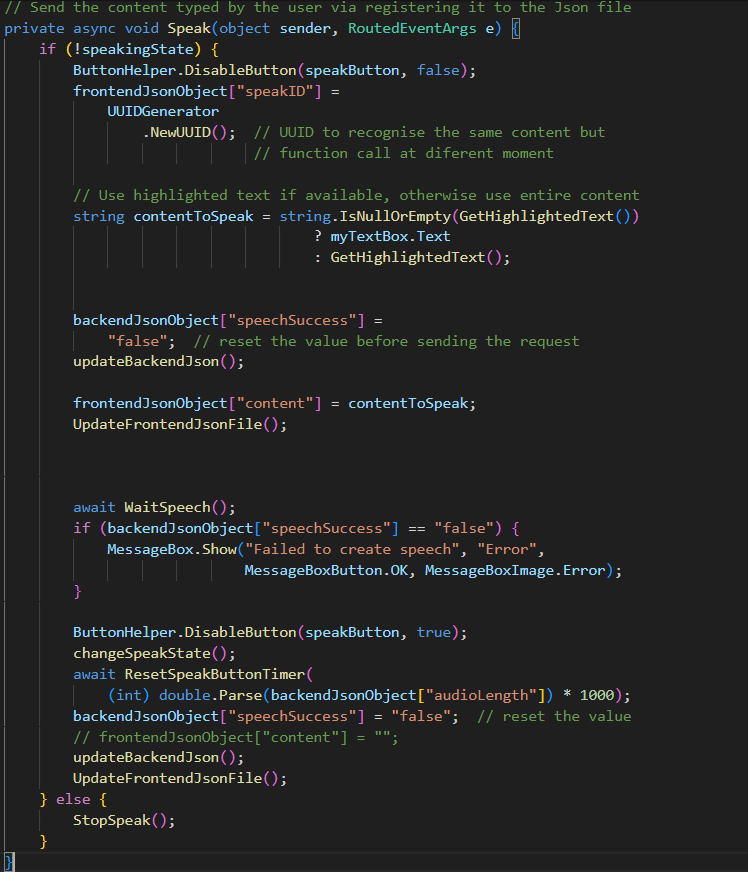 // Send the content typed by the user via registering it to the Json file
private async void Speak(object sender, RoutedEventArgs e) {
if (!speakingState) {
ButtonHelper.DisableButton(speakButton, false);
frontendJsonObject["speakID"] =
UUIDGenerator
.NewUUID();  // UUID to recognise the same content but
// function call at diferent moment
// Use highlighted text if available, otherwise use entire content
string contentToSpeak = string.IsNullOrEmpty(GetHighlightedText())
? myTextBox.Text
: GetHighlightedText();
backendJsonObject["speechSuccess"] =
"false";  // reset the value before sending the request
updateBackendJson();
frontendJsonObject["content"] = contentToSpeak;
UpdateFrontendJsonFile();
await WaitSpeech();
if (backendJsonObject["speechSuccess"] == "false") {
MessageBox.Show("Failed to create speech", "Error",
MessageBoxButton.OK, MessageBoxImage.Error);
}
ButtonHelper.DisableButton(speakButton, true);
changeSpeakState();
await ResetSpeakButtonTimer(
(int) double.Parse(backendJsonObject["audioLength"]) * 1000);
backendJsonObject["speechSuccess"] = "false";  // reset the value
// frontendJsonObject["content"] = "";
updateBackendJson();
UpdateFrontendJsonFile();
} else {
StopSpeak();
}
}